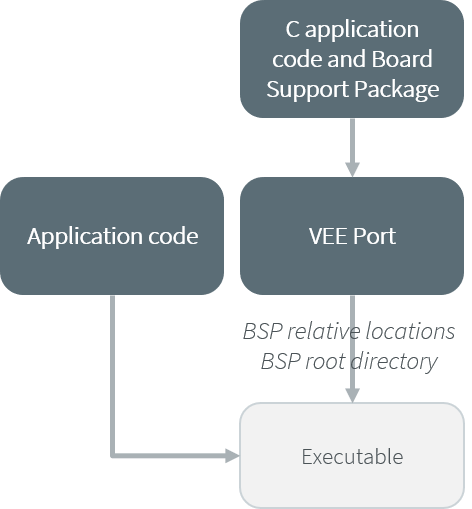 C application
code and Board
Support Package
Application code
VEE Port
BSP relative locations
BSP root directory
Executable